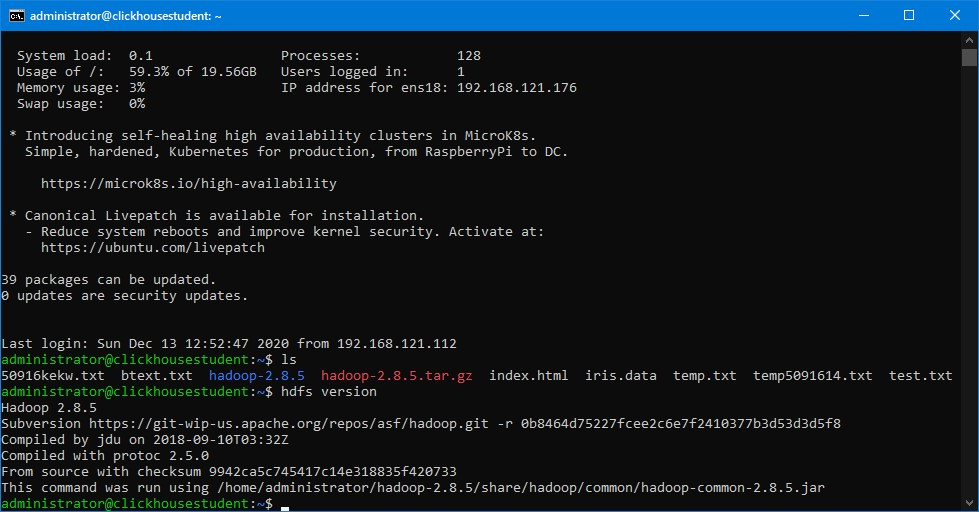 administrator@clickhousestudent: ~
System load:  0.1                Processes:             128
Usage of /:   59.3% of 19.56GB   Users logged in:       1
Memory usage: 3%                 IP address for ens18: 192.168.121.176
Swap usage:   0%
* Introducing self-healing high availability clusters in MicroK8s.
Simple, hardened, Kubernetes for production, from RaspberryPi to DC.
https://microk8s.io/high-availability
* Canonical Livepatch is available for installation.
- Reduce system reboots and improve kernel security. Activate at:
https://ubuntu.com/livepatch
39 packages can be updated.
0 updates are security updates.
Last login: Sun Dec 13 12:52:47 2020 from 192.168.121.112
administrator@clickhousestudent:~$ ls
50916kekw.txt  btext.txt  hadoop-2.8.5  hadoop-2.8.5.tar.gz  index.html  iris.data  temp.txt  temp5091614.txt  test.txt
administrator@clickhousestudent:~$ hdfs version
Hadoop 2.8.5
Subversion https://git-wip-us.apache.org/repos/asf/hadoop.git -r 0b8464d75227fcee2c6e7f2410377b3d53d3d5f8
Compiled by jdu on 2018-09-10T03:32Z
Compiled with protoc 2.5.0
From source with checksum 9942ca5c745417c14e318835f420733
This command was run using /home/administrator/hadoop-2.8.5/share/hadoop/common/hadoop-common-2.8.5.jar
administrator@clickhousestudent:~$